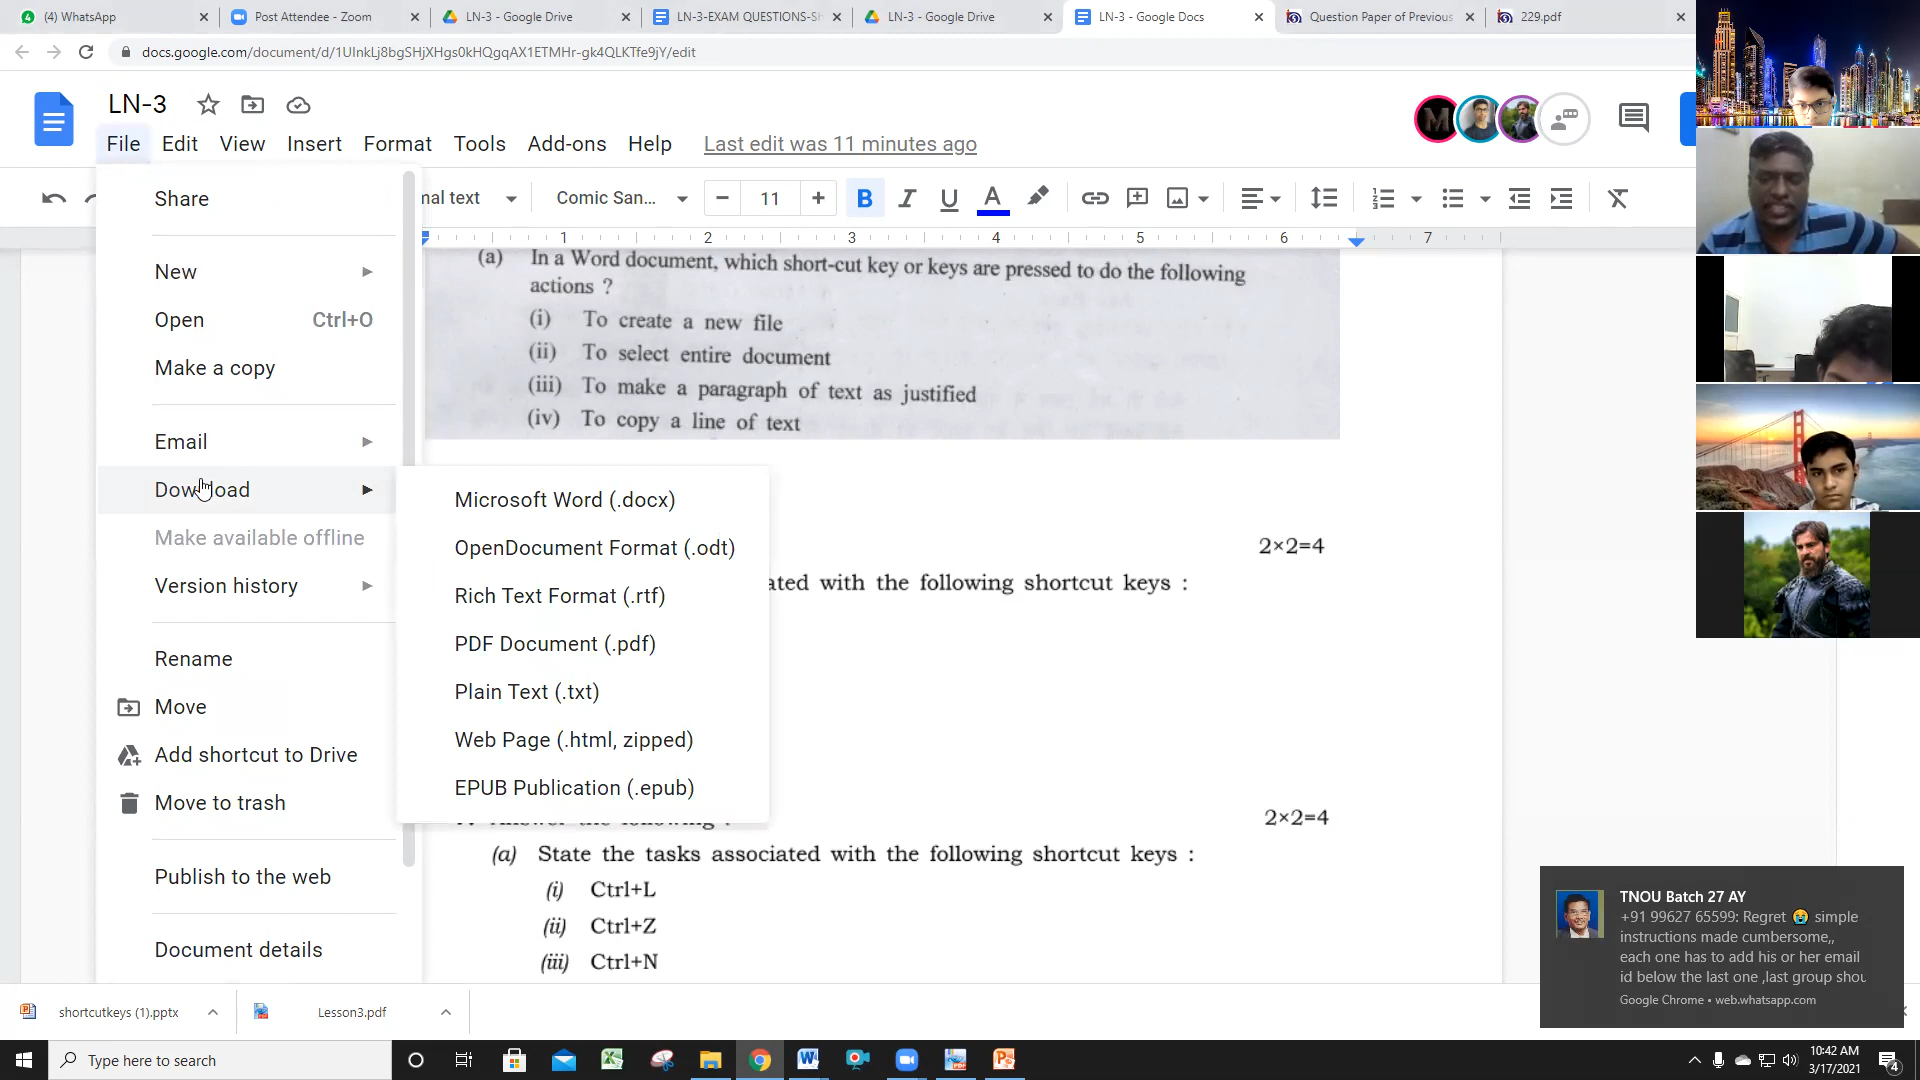 (4) WhatsApp
Post Attendee - Zoom
LN-3 - Google Drive
LN-3-EXAM QUESTIONS-SH
LN-3 - Google Drive
LN-3 - Google Docs
Question Paper of Previous
229.pdf
docs.google.com/document/d/1UInkLj8bgSHjXHgs0kHQgqAX1ETMHr-gk4QLKTfe9jY/edit
LN-3
File Edit View Insert Format Tools Add-ons Help Last edit was 11 minutes ago
mal text Comic San... 11 B I U A
1 2 3 4 5 6 7
Share
New
Open Ctrl+O
Make a copy
Email
Download
Make available offline
Version history
Rename
Move
Add shortcut to Drive
Move to trash
Publish to the web
Document details
Microsoft Word (.docx)
OpenDocument Format (.odt)
Rich Text Format (.rtf)
PDF Document (.pdf)
Plain Text (.txt)
Web Page (.html, zipped)
EPUB Publication (.epub)
(a) In a Word document, which short-cut key or keys are pressed to do the following
actions ?
(i) To create a new file
(ii) To select entire document
(iii) To make a paragraph of text as justified
(iv) To copy a line of text
2×2=4
ated with the following shortcut keys :
2×2=4
(a) State the tasks associated with the following shortcut keys :
(i) Ctrl+L
(ii) Ctrl+Z
(iii) Ctrl+N
TNOU Batch 27 AY
+91 99627 65599: Regret 😭 simple
instructions made cumbersome,,
each one has to add his or her email
id below the last one ,last group shou
Google Chrome • web.whatsapp.com
shortcutkeys (1).pptx
Lesson3.pdf
Type here to search
10:42 AM
3/17/2021
4